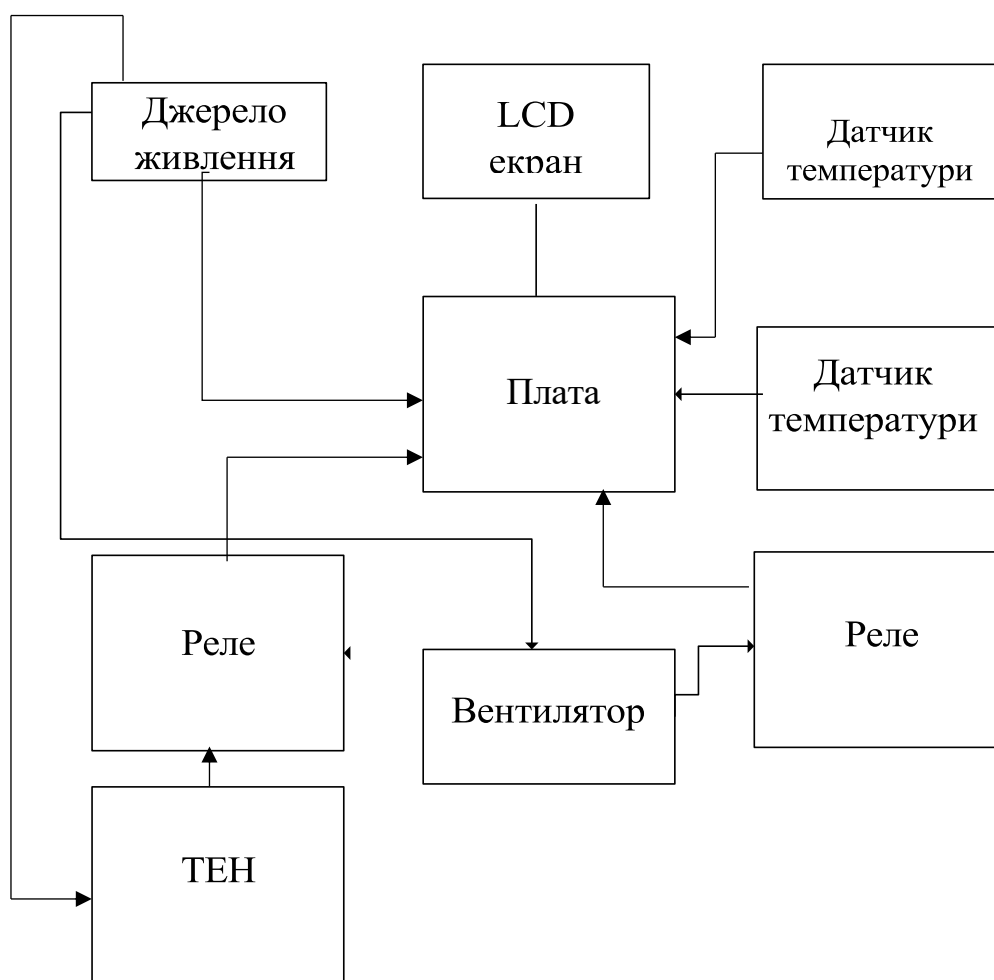 Джерело
живлення
LCD
екран
Датчик
температури
Плата
Датчик
температури
Реле
Реле
Вентилятор
ТЕН